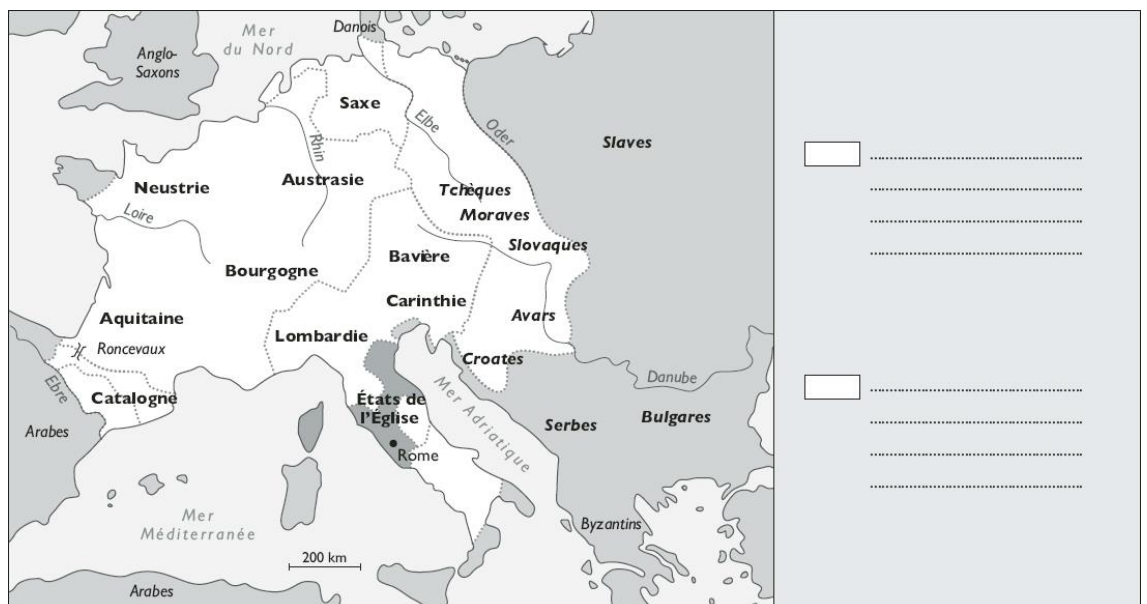 Mer
du Nord
Danois
Anglo-
Saxons
Saxe
Elbe
Oder
Rhin
Slaves
Neustrie
Austrasie
Tchèques
Moraves
Loire
Slovaques
Bourgogne
Bavière
Carinthie
Aquitaine
Avars
Lombardie
Roncevaux
Croates
Danube
Ebre
Catalogne
États de
l'Église
Mer Adriatique
Bulgares
Serbes
Arabes
Rome
Mer
Méditerranée
Byzantins
200 km
Arabes